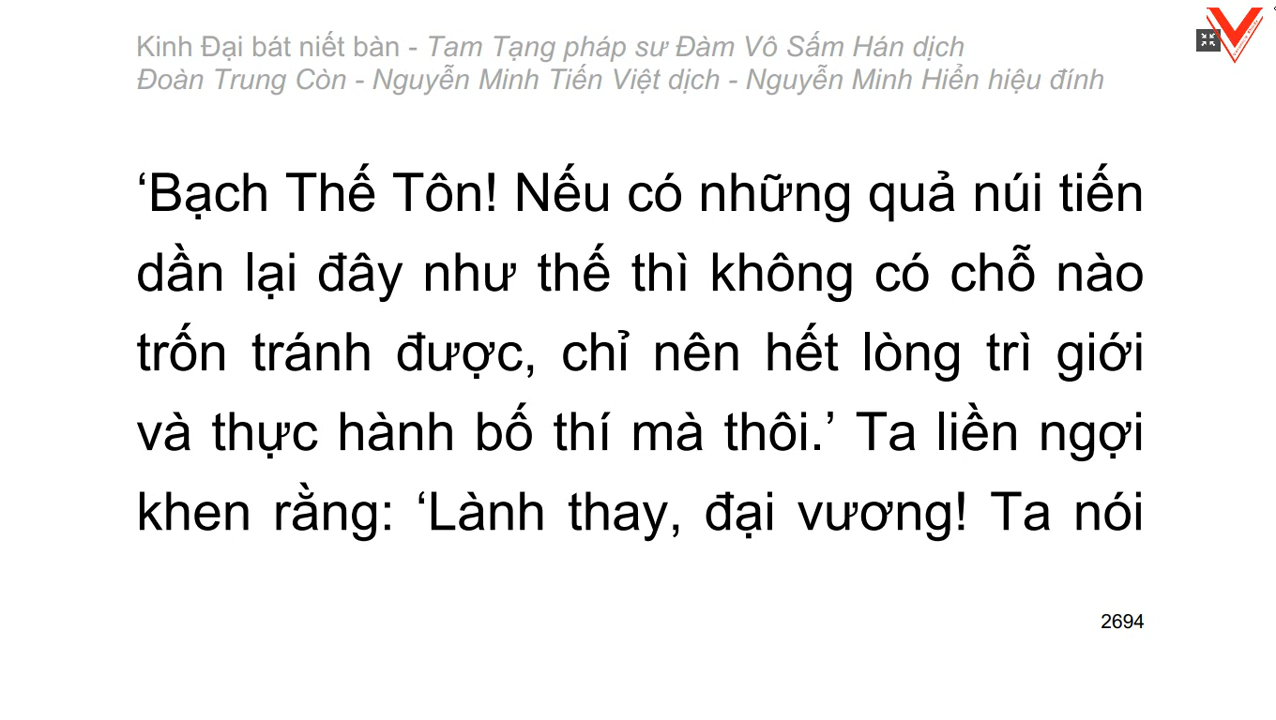 Kinh Đại bát niết bàn - Tam Tạng pháp sư Đàm Vô Sấm Hán dịch
Đoàn Trung Còn - Nguyễn Minh Tiến Việt dịch - Nguyễn Minh Hiển hiệu đính
‘Bạch Thế Tôn! Nếu có những quả núi tiến
dần lại đây như thế thì không có chỗ nào
trốn tránh được, chỉ nên hết lòng trì giới
và thực hành bố thí mà thôi.’ Ta liền ngợi
khen rằng: ‘Lành thay, đại vương! Ta nói
2694